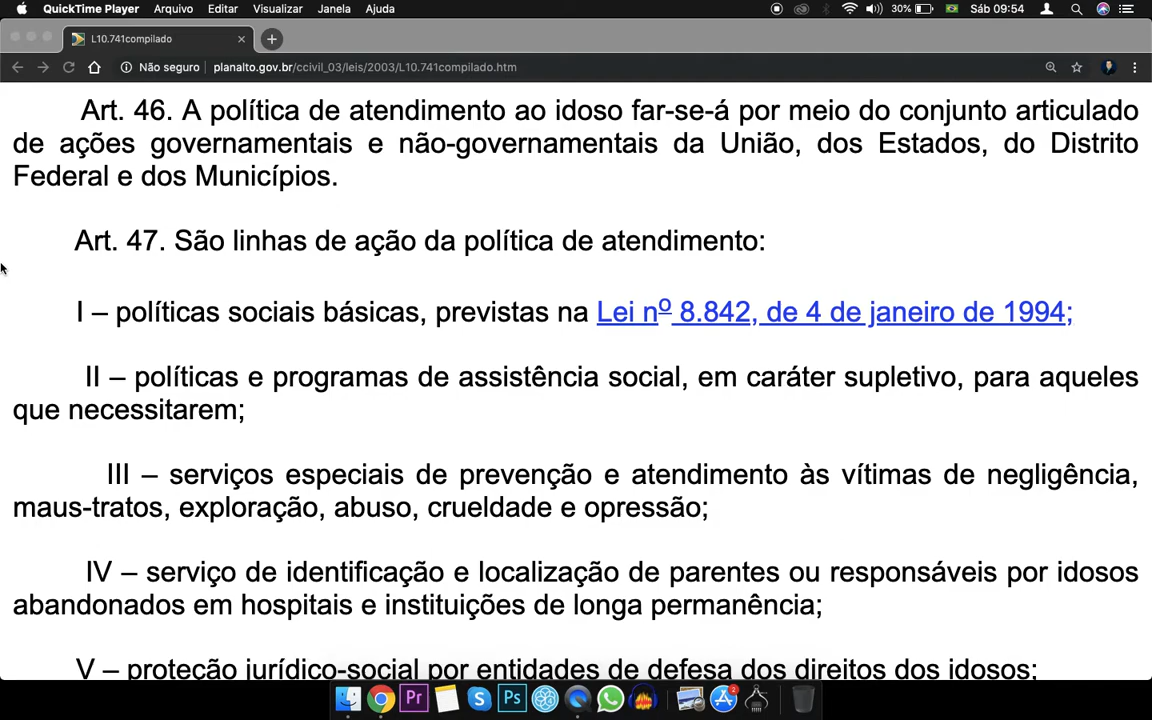 QuickTime Player Arquivo Editar Visualizar Janela Ajuda 30% Sáb 09:54
L10.741compilado
Não seguro planalto.gov.br/ccivil_03/leis/2003/L10.741compilado.htm
Art. 46. A política de atendimento ao idoso far-se-á por meio do conjunto articulado
de ações governamentais e não-governamentais da União, dos Estados, do Distrito
Federal e dos Municípios.
Art. 47. São linhas de ação da política de atendimento:
I – políticas sociais básicas, previstas na Lei nº 8.842, de 4 de janeiro de 1994;
II – políticas e programas de assistência social, em caráter supletivo, para aqueles
que necessitarem;
III – serviços especiais de prevenção e atendimento às vítimas de negligência,
maus-tratos, exploração, abuso, crueldade e opressão;
IV – serviço de identificação e localização de parentes ou responsáveis por idosos
abandonados em hospitais e instituições de longa permanência;
V – proteção jurídico-social por entidades de defesa dos direitos dos idosos;
Pr Ps 2